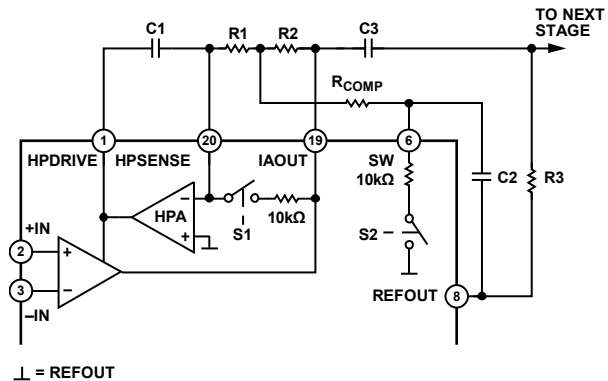 TO NEXT
STAGE
C1
R1
R2
C3
R_COMP
1
20
19
6
HPDRIVE
HPSENSE
IAOUT
SW
10kΩ
C2
R3
HPA
−
+
S1
10kΩ
S2
+IN
2
+
3
−
−IN
REFOUT
8
⊥ = REFOUT